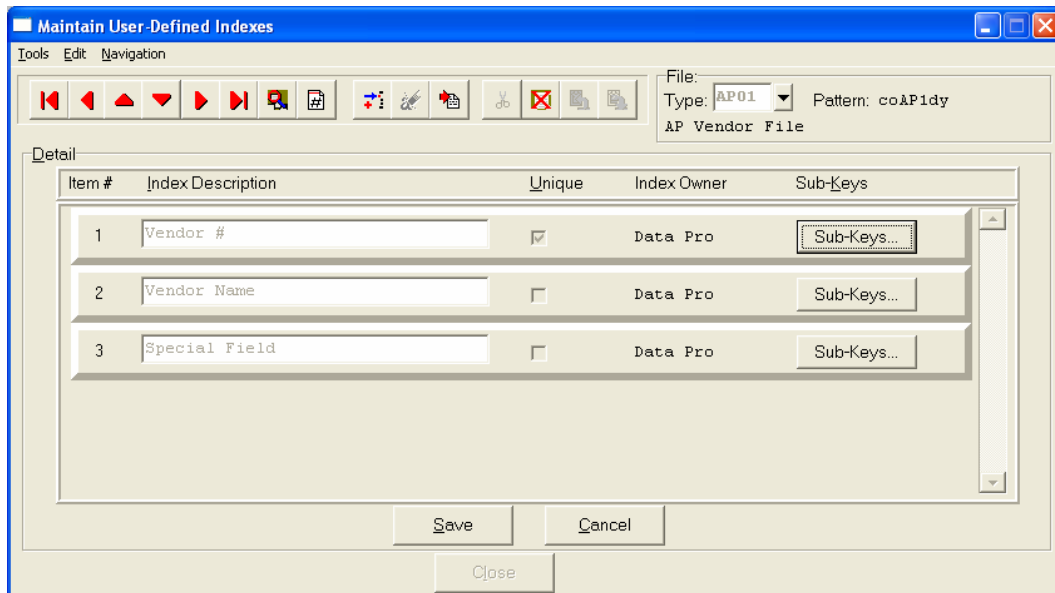 Maintain User-Defined Indexes
Tools Edit Navigation
File:
Type: AP01 Pattern: coAP1dy
AP Vendor File
Detail
Item # Index Description Unique Index Owner Sub-Keys
1 Vendor # Data Pro Sub-Keys...
2 Vendor Name Data Pro Sub-Keys...
3 Special Field Data Pro Sub-Keys...
Save Cancel
Close